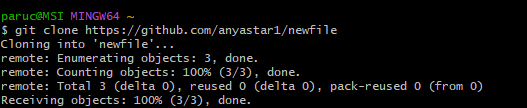 paruc@MSI MINGW64 ~
$ git clone https://github.com/anyastar1/newfile
Cloning into 'newfile'...
remote: Enumerating objects: 3, done.
remote: Counting objects: 100% (3/3), done.
remote: Total 3 (delta 0), reused 0 (delta 0), pack-reused 0 (from 0)
Receiving objects: 100% (3/3), done.